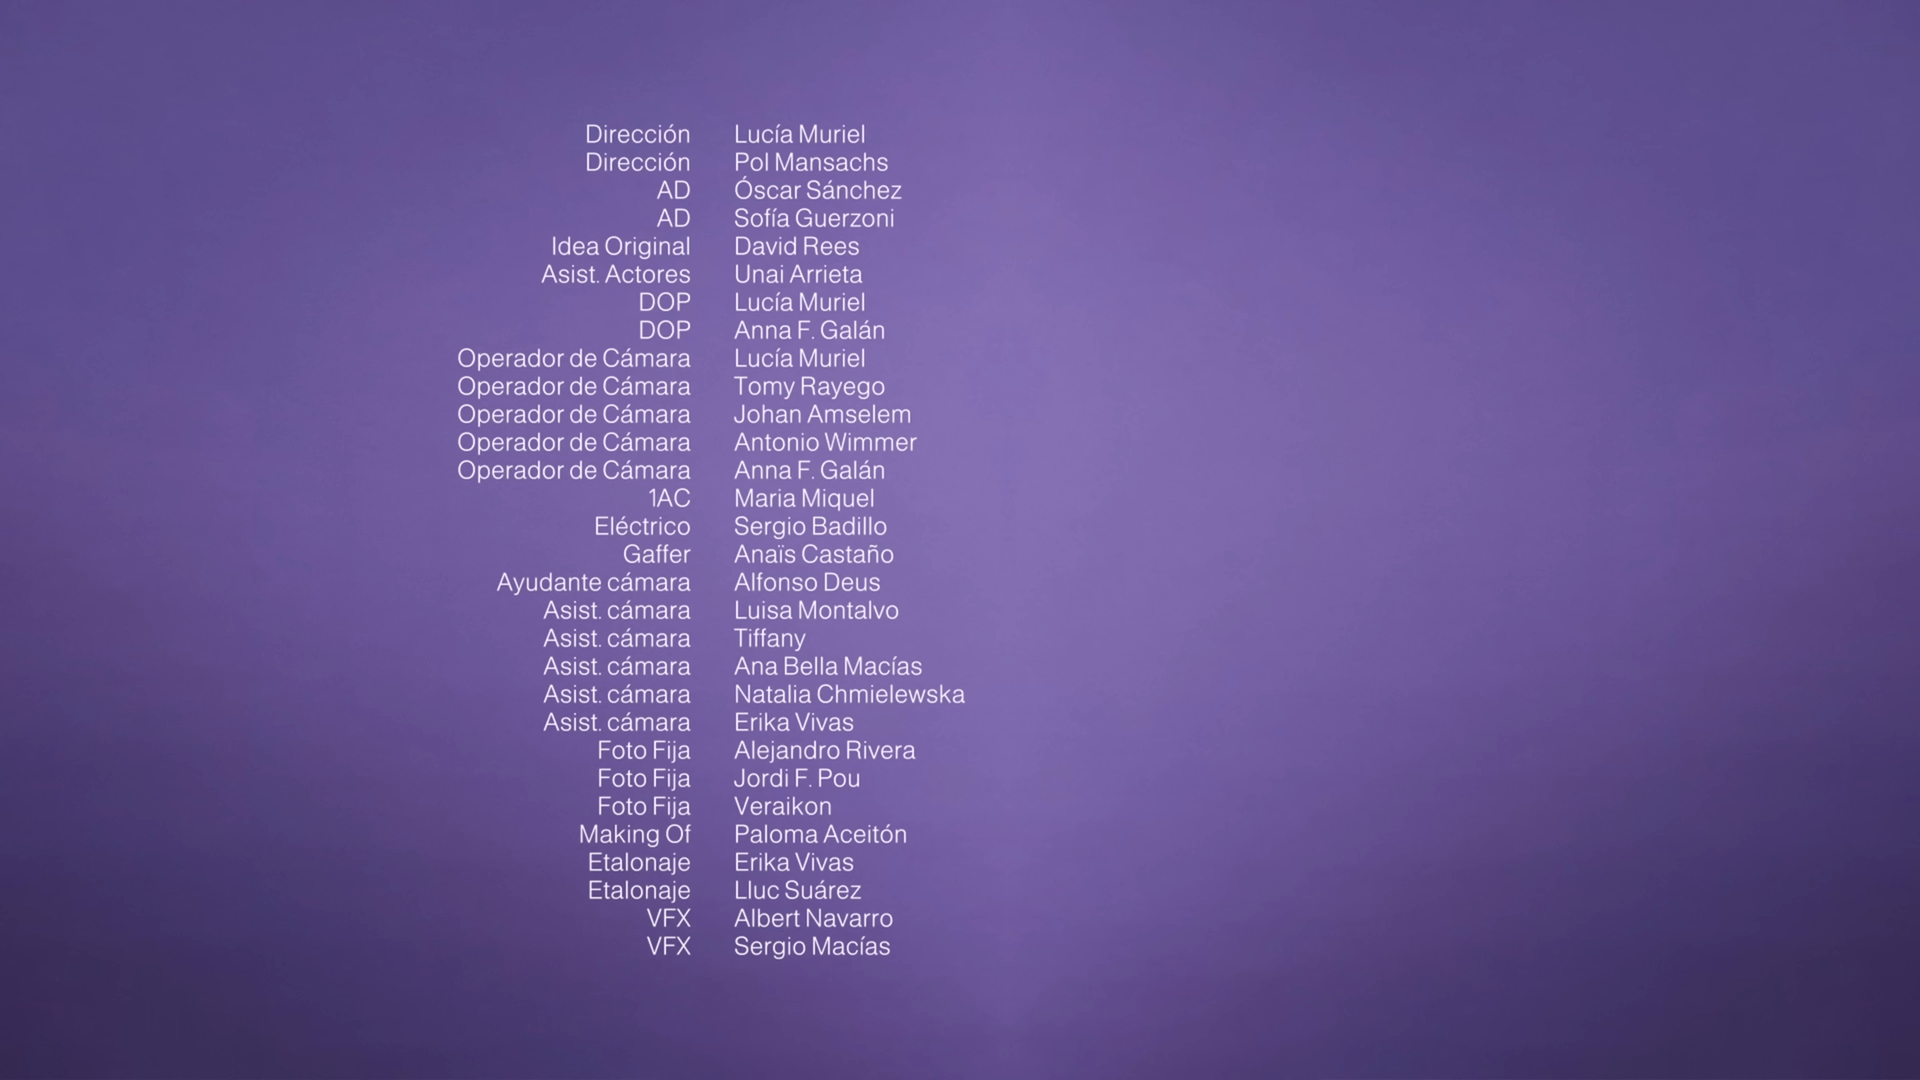 Dirección Lucía Muriel
Dirección Pol Mansachs
AD Óscar Sánchez
AD Sofía Guerzoni
Idea Original David Rees
Asist. Actores Unai Arrieta
DOP Lucía Muriel
DOP Anna F. Galán
Operador de Cámara Lucía Muriel
Operador de Cámara Tomy Rayego
Operador de Cámara Johan Amselem
Operador de Cámara Antonio Wimmer
Operador de Cámara Anna F. Galán
1AC Maria Miquel
Eléctrico Sergio Badillo
Gaffer Anaïs Castaño
Ayudante cámara Alfonso Deus
Asist. cámara Luisa Montalvo
Asist. cámara Tiffany
Asist. cámara Ana Bella Macías
Asist. cámara Natalia Chmielewska
Asist. cámara Erika Vivas
Foto Fija Alejandro Rivera
Foto Fija Jordi F. Pou
Foto Fija Veraikon
Making Of Paloma Aceitón
Etalonaje Erika Vivas
Etalonaje Lluc Suárez
VFX Albert Navarro
VFX Sergio Macías